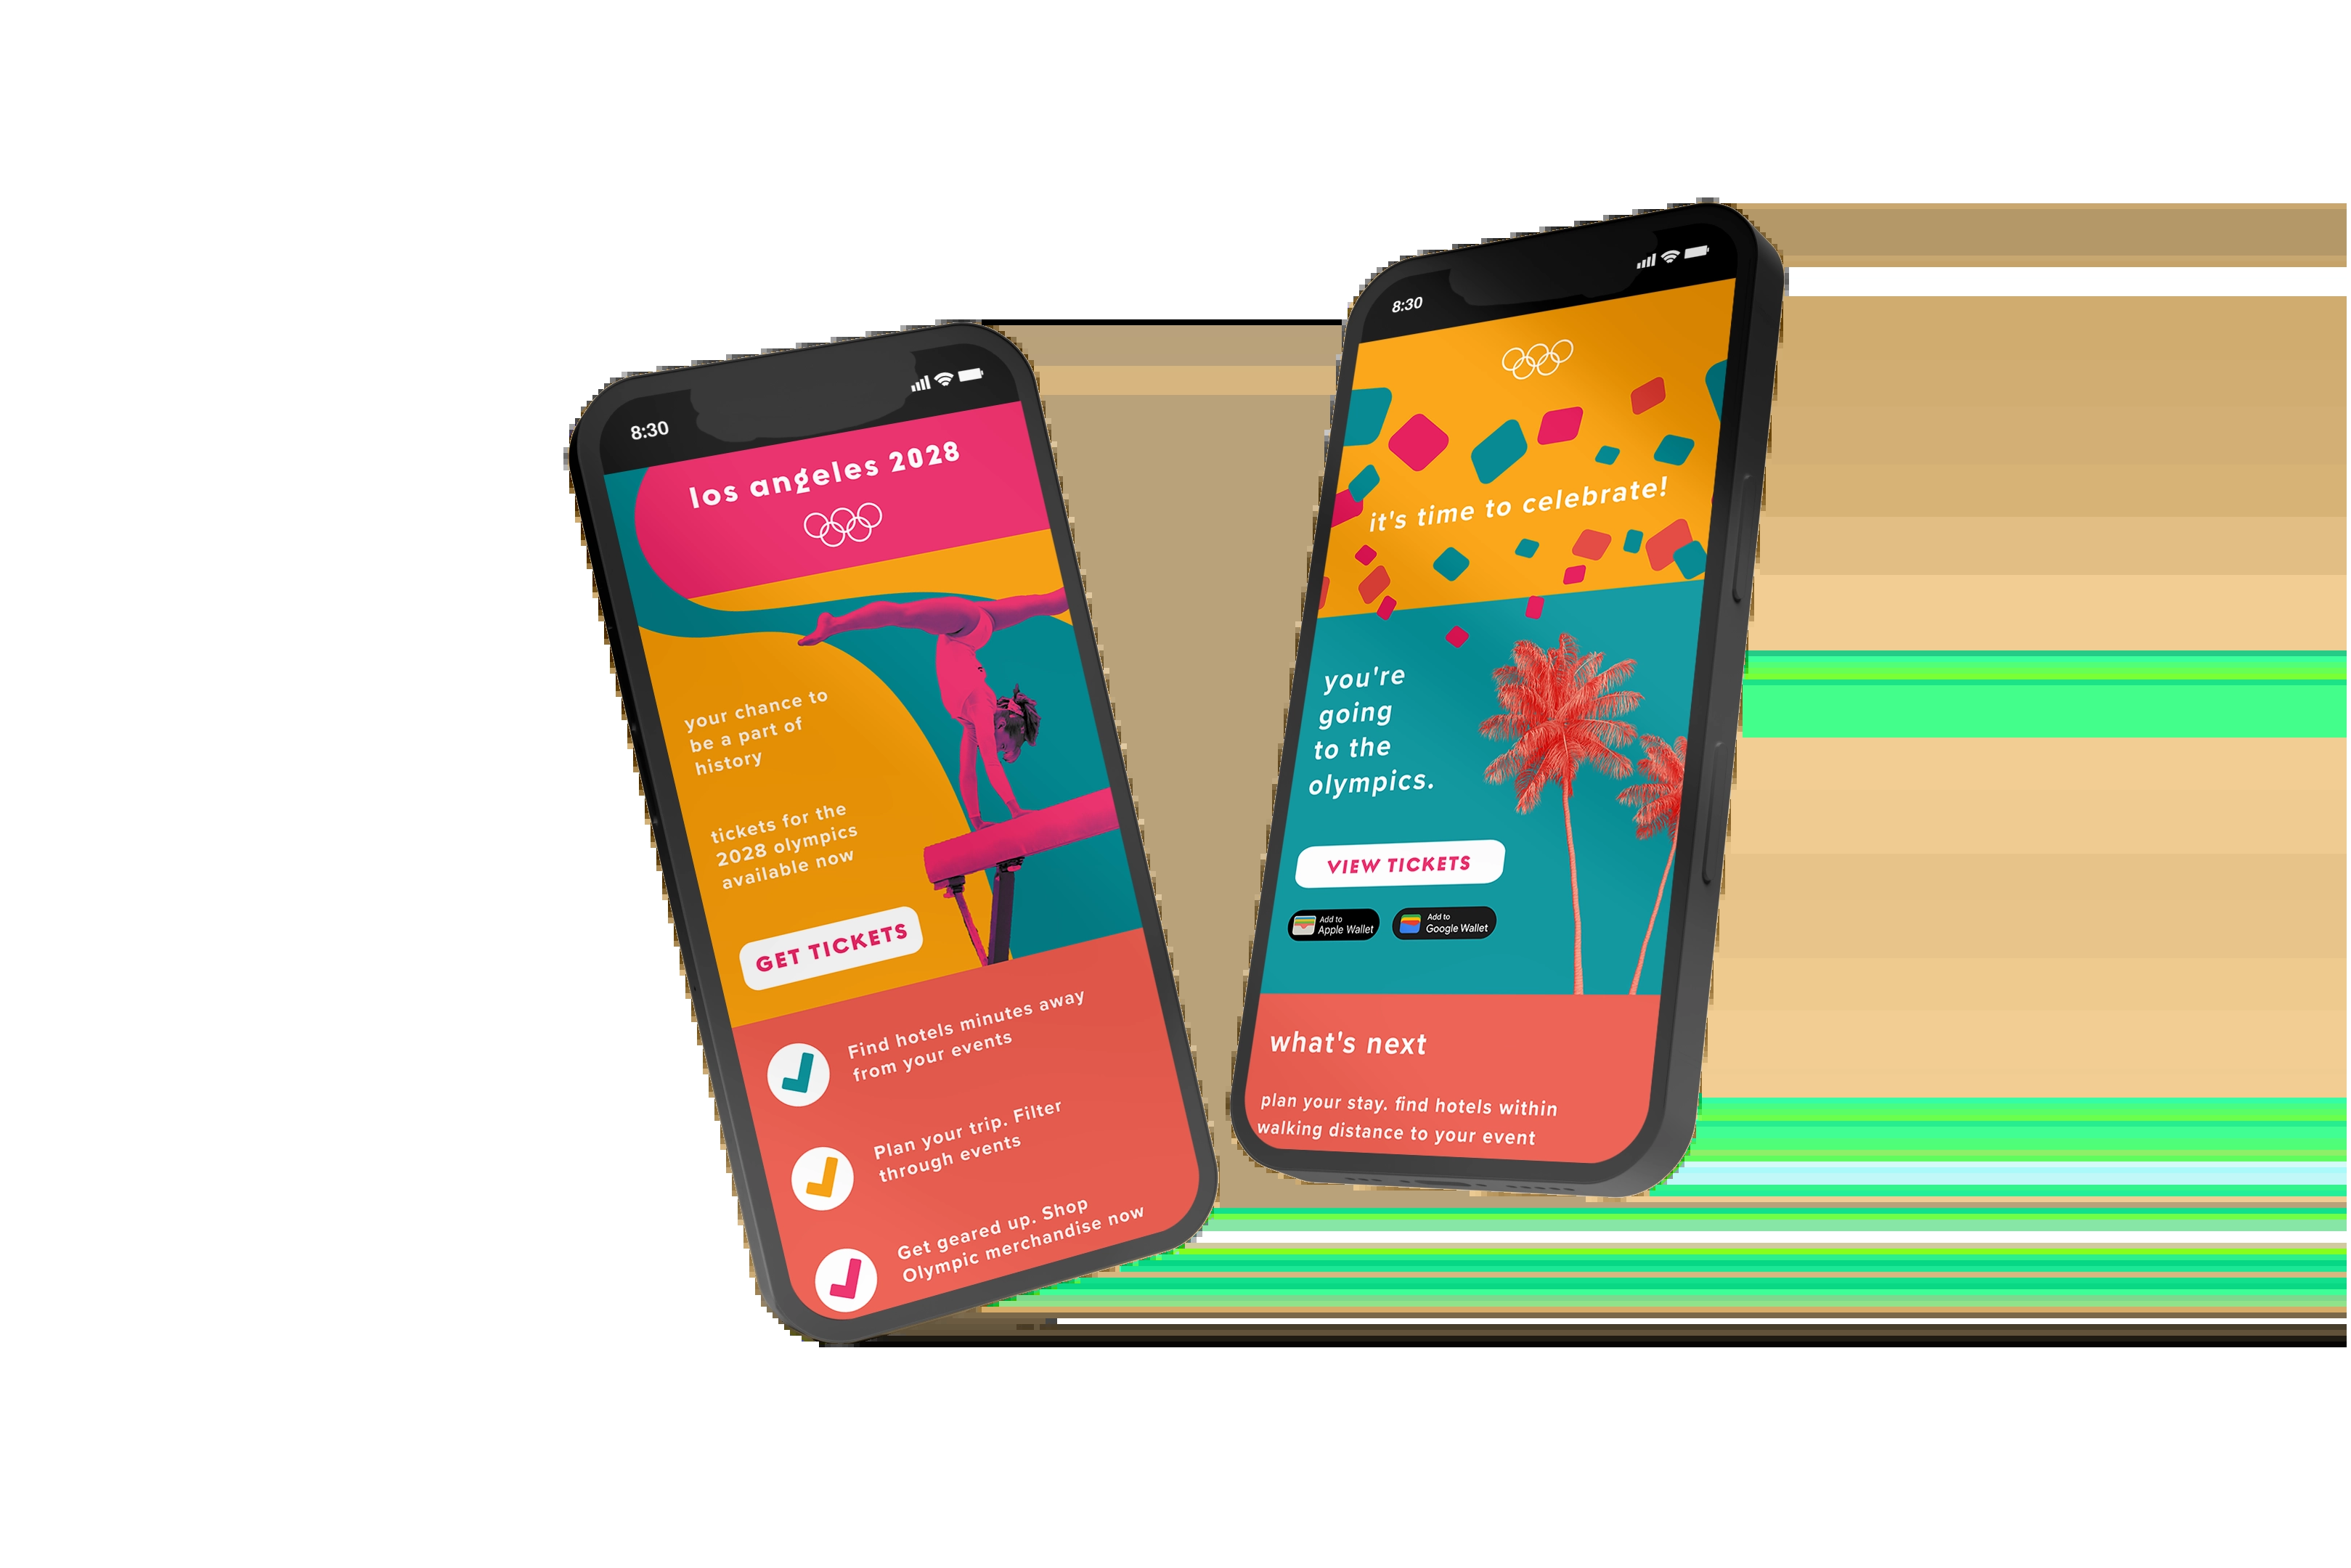 8:30
los angeles 2028
your chance to
be a part of
history
tickets for the
2028 olympics
available now
GET TICKETS
Find hotels minutes away
from your events
Plan your trip. Filter
through events
Get geared up. Shop
Olympic merchandise now
8:30
it's time to celebrate!
you're
going
to the
olympics.
VIEW TICKETS
Add to
Apple Wallet
Add to
Google Wallet
what's next
plan your stay. find hotels within
walking distance to your event